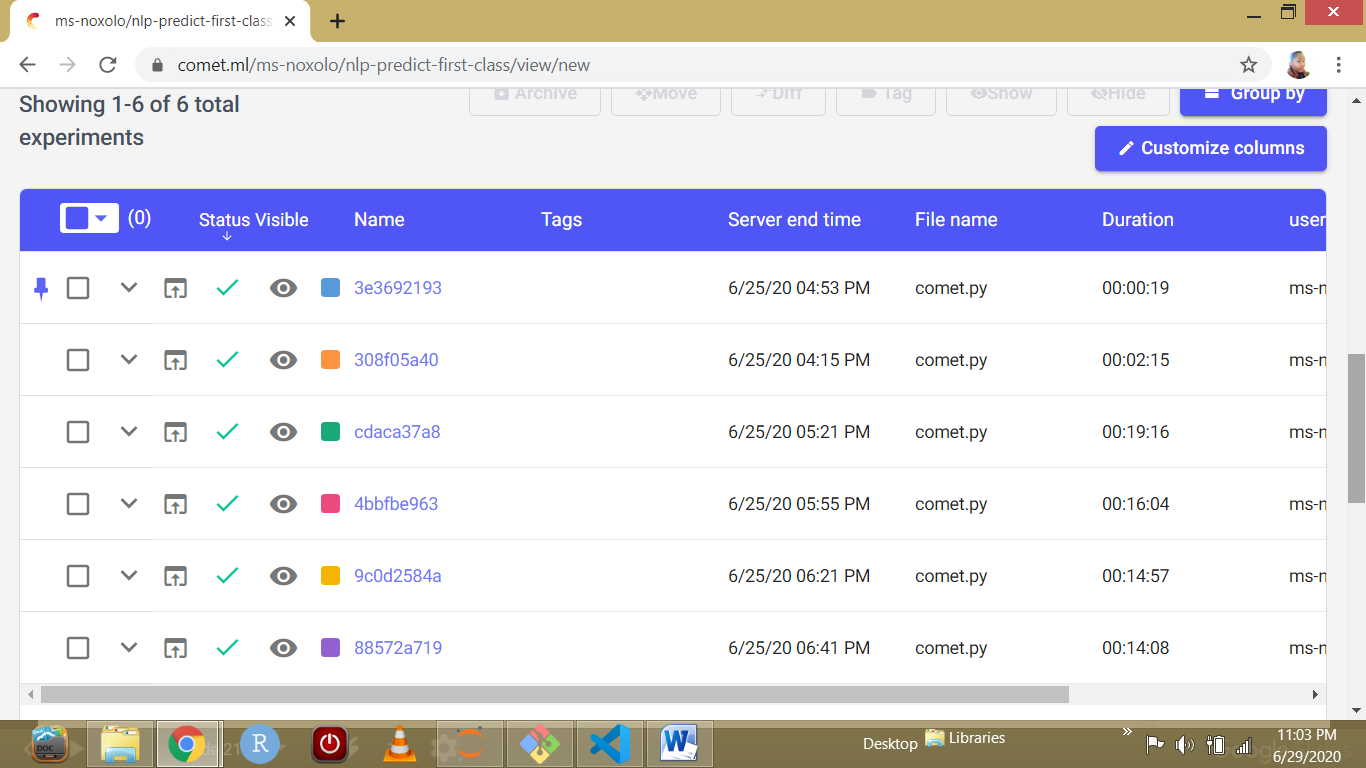 ms-noxolo/nlp-predict-first-class
comet.ml/ms-noxolo/nlp-predict-first-class/view/new
Showing 1-6 of 6 total
experiments
Archive Move Diff Tag Show Hide Group by
Customize columns
(0) Status Visible Name Tags Server end time File name Duration user
3e3692193 6/25/20 04:53 PM comet.py 00:00:19 ms-n
308f05a40 6/25/20 04:15 PM comet.py 00:02:15 ms-n
cdaca37a8 6/25/20 05:21 PM comet.py 00:19:16 ms-n
4bbfbe963 6/25/20 05:55 PM comet.py 00:16:04 ms-n
9c0d2584a 6/25/20 06:21 PM comet.py 00:14:57 ms-n
88572a719 6/25/20 06:41 PM comet.py 00:14:08 ms-n
DOC R W Desktop Libraries » 11:03 PM
6/29/2020